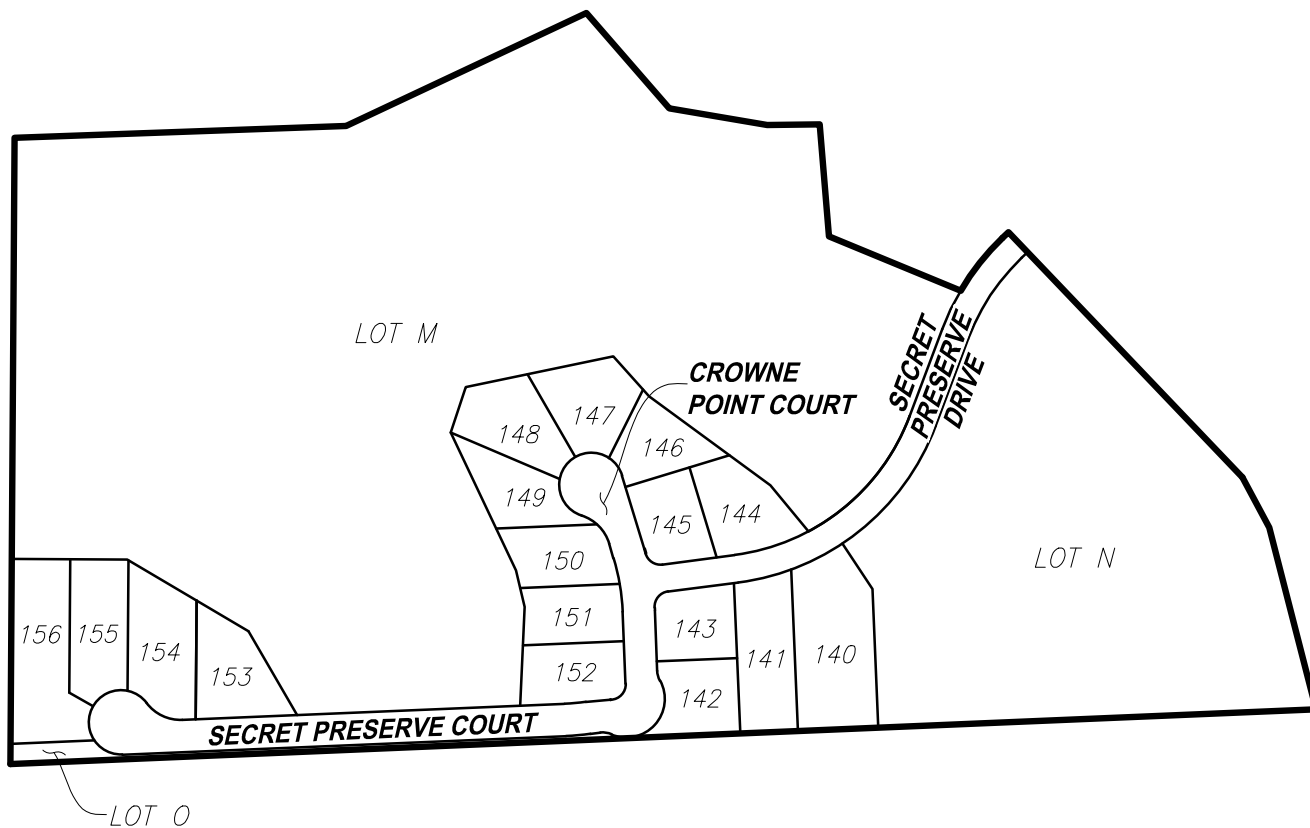 LOT M
CROWNE
POINT COURT
SECRET
PRESERVE
DRIVE
147
148
146
149
145
144
LOT N
150
151
152
143
142
141
140
156
155
154
153
SECRET PRESERVE COURT
LOT O